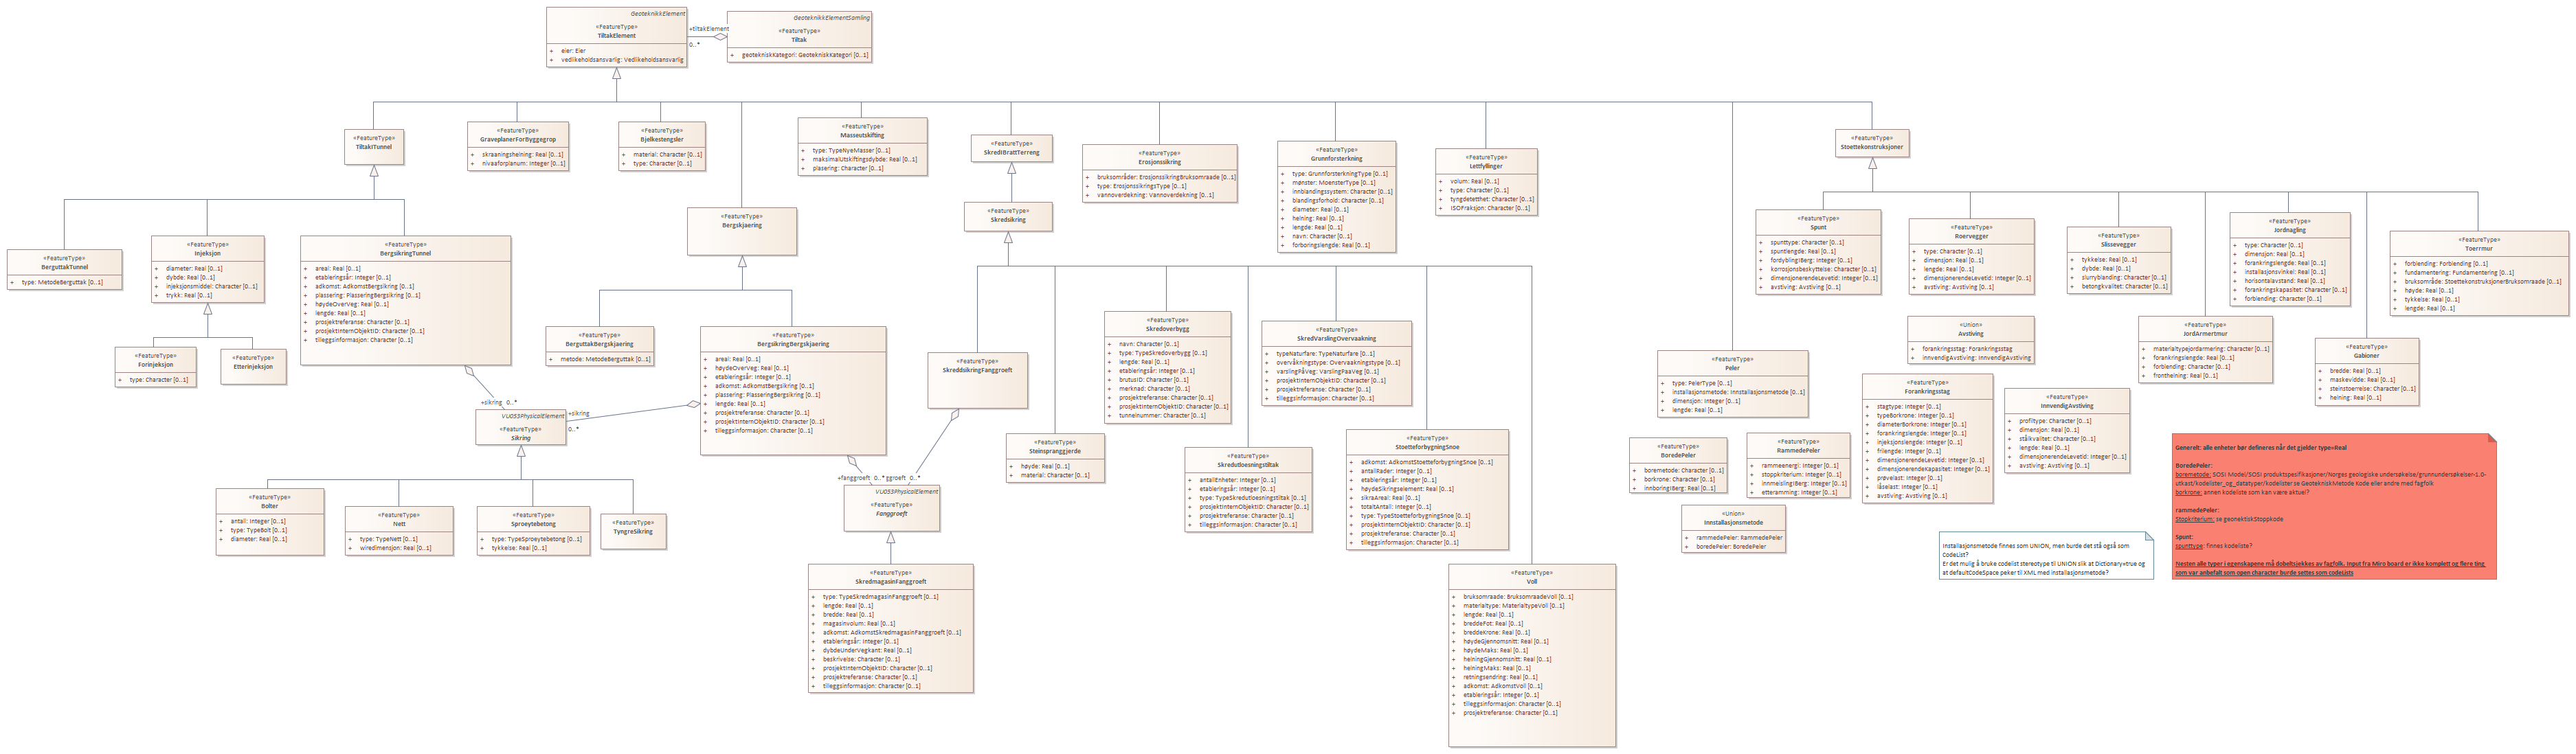 GeoteknikkElement
«FeatureType»
TiltakElement
+ eier: Eier
+ vedlikeholdsansvarlig: Vedlikeholdsansvarlig
+tiltakElement
0..*
GeoteknikkElementSamling
«FeatureType»
Tiltak
+ geotekniskKategori: GeotekniskKategori [0..1]
«FeatureType»
TiltakITunnel
«FeatureType»
GraveplanerForByggegrop
+ skraaningshelning: Real [0..1]
+ nivaaforplanum: Integer [0..1]
«FeatureType»
Bjelkestengsler
+ material: Character [0..1]
+ type: Character [0..1]
«FeatureType»
Masseutskifting
+ type: TypeNyeMasser [0..1]
+ maksimalUtskiftingsdybde: Real [0..1]
+ plasering: Character [0..1]
«FeatureType»
SkrediBrattTerreng
«FeatureType»
Erosjonssikring
+ bruksområder: ErosjonssikringBruksomraade [0..1]
+ type: ErosjonssikringsType [0..1]
+ vannoverdekning: Vannoverdekning [0..1]
«FeatureType»
Grunnforsterkning
+ type: GrunnforsterkningType [0..1]
+ mønster: MoensterType [0..1]
+ innblandingssystem: Character [0..1]
+ blandingsforhold: Character [0..1]
+ diameter: Real [0..1]
+ helning: Real [0..1]
+ lengde: Real [0..1]
+ navn: Character [0..1]
+ forboringslengde: Real [0..1]
«FeatureType»
Lettfyllinger
+ volum: Real [0..1]
+ type: Character [0..1]
+ tyngdetetthet: Character [0..1]
+ ISOFraksjon: Character [0..1]
«FeatureType»
Stoettekonstruksjoner
«FeatureType»
BerguttakTunnel
+ type: MetodeBerguttak [0..1]
«FeatureType»
Injeksjon
+ diameter: Real [0..1]
+ dybde: Real [0..1]
+ injeksjonsmiddel: Character [0..1]
+ trykk: Real [0..1]
«FeatureType»
BergsikringTunnel
+ areal: Real [0..1]
+ etableringsår: Integer [0..1]
+ adkomst: AdkomstBergsikring [0..1]
+ plassering: PlasseringBergsikring [0..1]
+ høydeOverVeg: Real [0..1]
+ lengde: Real [0..1]
+ prosjektreferanse: Character [0..1]
+ prosjektInternObjektID: Character [0..1]
+ tilleggsinformasjon: Character [0..1]
«FeatureType»
Bergskjaering
«FeatureType»
Skredsikring
«FeatureType»
Spunt
+ spunttype: Character [0..1]
+ spuntlengde: Real [0..1]
+ fordyblingIBerg: Integer [0..1]
+ korrosjonsbeskyttelse: Character [0..1]
+ dimensjonerendeLevetid: Integer [0..1]
+ avstiving: Avstiving [0..1]
«FeatureType»
Roervegger
+ type: Character [0..1]
+ dimensjon: Real [0..1]
+ lengde: Real [0..1]
+ dimensjonerendeLevetid: Integer [0..1]
+ avstiving: Avstiving [0..1]
«FeatureType»
Slissevegger
+ tykkelse: Real [0..1]
+ dybde: Real [0..1]
+ slurryblanding: Character [0..1]
+ betongkvalitet: Character [0..1]
«FeatureType»
Jordnagling
+ type: Character [0..1]
+ dimensjon: Real [0..1]
+ forankringslengde: Real [0..1]
+ installasjonsvinkel: Real [0..1]
+ horisontalavstand: Real [0..1]
+ forankringskapasitet: Character [0..1]
+ forblending: Character [0..1]
«FeatureType»
Toerrmur
+ forblending: Forblending [0..1]
+ fundamentering: Fundamentering [0..1]
+ bruksområde: StoettekonstruksjonerBruksomraade [0..1]
+ høyde: Real [0..1]
+ tykkelse: Real [0..1]
+ lengde: Real [0..1]
«FeatureType»
Forinjeksjon
+ type: Character [0..1]
«FeatureType»
Etterinjeksjon
«FeatureType»
BerguttakBergskjaering
+ metode: MetodeBerguttak [0..1]
«FeatureType»
BergsikringBergskjaering
+ areal: Real [0..1]
+ høydeOverVeg: Real [0..1]
+ etableringsår: Integer [0..1]
+ adkomst: AdkomstBergsikring [0..1]
+ plassering: PlasseringBergsikring [0..1]
+ lengde: Real [0..1]
+ prosjektreferanse: Character [0..1]
+ prosjektInternObjektID: Character [0..1]
+ tilleggsinformasjon: Character [0..1]
«FeatureType»
SkreddsikringFanggroeft
«FeatureType»
Skredoverbygg
+ navn: Character [0..1]
+ type: TypeSkredoverbygg [0..1]
+ lengde: Real [0..1]
+ etableringsår: Integer [0..1]
+ brutusID: Character [0..1]
+ merknad: Character [0..1]
+ prosjektreferanse: Character [0..1]
+ prosjektInternObjektID: Character [0..1]
+ tunnelnummer: Character [0..1]
«FeatureType»
SkredVarslingOvervaakning
+ typeNaturfare: TypeNaturfare [0..1]
+ overvåkningstype: Overvaakningstype [0..1]
+ varslingPåVeg: VarslingPaaVeg [0..1]
+ prosjektInternObjektID: Character [0..1]
+ prosjektreferanse: Character [0..1]
+ tilleggsinformasjon: Character [0..1]
«FeatureType»
Peler
+ type: PelerType [0..1]
+ installasjonsmetode: Innstallasjonsmetode [0..1]
+ dimensjon: Integer [0..1]
+ lengde: Real [0..1]
«Union»
Avstiving
+ forankringsstag: Forankringsstag
+ innvendigAvstiving: InnvendigAvstiving
«FeatureType»
JordArmertmur
+ materialtypejordarmering: Character [0..1]
+ forankringslengde: Real [0..1]
+ forblending: Character [0..1]
+ fronthelning: Real [0..1]
«FeatureType»
Gabioner
+ bredde: Real [0..1]
+ maskevidde: Real [0..1]
+ steinstoerrelse: Character [0..1]
+ helning: Real [0..1]
«FeatureType»
Forankringsstag
+ stagtype: Integer [0..1]
+ typeBorkrone: Integer [0..1]
+ diameterBorkrone: Integer [0..1]
+ forankringslengde: Integer [0..1]
+ injeksjonslengde: Integer [0..1]
+ frilengde: Integer [0..1]
+ dimensjonerendeLevetid: Integer [0..1]
+ dimensjonerendeKapasitet: Integer [0..1]
+ prøvelast: Integer [0..1]
+ låselast: Integer [0..1]
+ avstiving: Avstiving [0..1]
«FeatureType»
InnvendigAvstiving
+ profiltype: Character [0..1]
+ dimensjon: Real [0..1]
+ stålkvalitet: Character [0..1]
+ lengde: Real [0..1]
+ dimensjonerendeLevetid: Integer [0..1]
+ avstiving: Avstiving [0..1]
+sikring 0..*
VU053PhysicalElement
«FeatureType»
Sikring
+sikring
0..*
«FeatureType»
Steinspranggjerde
+ høyde: Real [0..1]
+ material: Character [0..1]
«FeatureType»
Skredutloesningstiltak
+ antallEnheter: Integer [0..1]
+ etableringsår: Integer [0..1]
+ type: TypeSkredutloesningstiltak [0..1]
+ prosjektInternObjektID: Character [0..1]
+ prosjektreferanse: Character [0..1]
+ tilleggsinformasjon: Character [0..1]
«FeatureType»
StoetteforbygningSnoe
+ adkomst: AdkomstStoetteforbygningSnoe [0..1]
+ antallRader: Integer [0..1]
+ etableringsår: Integer [0..1]
+ høydeSikringselement: Real [0..1]
+ sikraAreal: Real [0..1]
+ totaltAntall: Integer [0..1]
+ type: TypeStoetteforbygningSnoe [0..1]
+ prosjektInternObjektID: Character [0..1]
+ prosjektreferanse: Character [0..1]
+ tilleggsinformasjon: Character [0..1]
«FeatureType»
BoredePeler
+ boremetode: Character [0..1]
+ borkrone: Character [0..1]
+ innboringIBerg: Real [0..1]
«FeatureType»
RammedePeler
+ rammeenergi: Integer [0..1]
+ stoppkriterium: Integer [0..1]
+ innmeislingIBerg: Integer [0..1]
+ etterramming: Integer [0..1]
«Union»
Innstallasjonsmetode
+ rammedePeler: RammedePeler
+ boredePeler: BoredePeler
+fanggroeft 0..* ggroeft 0..*
VU053PhysicalElement
«FeatureType»
Fanggroeft
«FeatureType»
Bolter
+ antall: Integer [0..1]
+ type: TypeBolt [0..1]
+ diameter: Real [0..1]
«FeatureType»
Nett
+ type: TypeNett [0..1]
+ wiredimensjon: Real [0..1]
«FeatureType»
Sproeytebetong
+ type: TypeSproeytebetong [0..1]
+ tykkelse: Real [0..1]
«FeatureType»
TyngreSikring
«FeatureType»
SkredmagasinFanggroeft
+ type: TypeSkredmagasinFanggroeft [0..1]
+ lengde: Real [0..1]
+ bredde: Real [0..1]
+ magasinvolum: Real [0..1]
+ adkomst: AdkomstSkredmagasinFanggroeft [0..1]
+ etableringsår: Integer [0..1]
+ dybdeUnderVegkant: Real [0..1]
+ beskrivelse: Character [0..1]
+ prosjektInternObjektID: Character [0..1]
+ prosjektreferanse: Character [0..1]
+ tilleggsinformasjon: Character [0..1]
«FeatureType»
Voll
+ bruksomraade: BruksomraadeVoll [0..1]
+ materialtype: MaterialtypeVoll [0..1]
+ lengde: Real [0..1]
+ breddeFot: Real [0..1]
+ breddeKrone: Real [0..1]
+ høydeGjennomsnitt: Real [0..1]
+ høydeMaks: Real [0..1]
+ helningGjennomsnitt: Real [0..1]
+ helningMaks: Real [0..1]
+ retningsendring: Real [0..1]
+ adkomst: AdkomstVoll [0..1]
+ etableringsår: Integer [0..1]
+ tilleggsinformasjon: Character [0..1]
+ prosjektreferanse: Character [0..1]
Installasjonsmetode finnes som UNION, men burde det stå også som
CodeList?
Er det mulig å bruke codelist stereotype til UNION slik at Dictionary=true og
at defaultCodeSpace peker til XML med installasjonsmetode?
Generelt: alle enheter bør defineres når det gjelder type=Real
BoredePeler:
boremetode: SOSI Model/SOSI produktspesifikasjoner/Norges geologiske undersøkelse/grunnundersøkelser-1.0-
utkast/kodelister_og_datatyper/kodelister se GeotekniskMetode Kode eller andre med fagfolk
borkrone: annen kodeliste som kan være aktuel?
rammedePeler:
Stopkriterium: se geonektiskStoppkode
Spunt:
spunttype: finnes kodeliste?
Nesten alle typer i egenskapene må dobeltsjekkes av fagfolk. Input fra Miro board er ikke komplett og flere ting
som var anbefalt som open character burde settes som codeLists